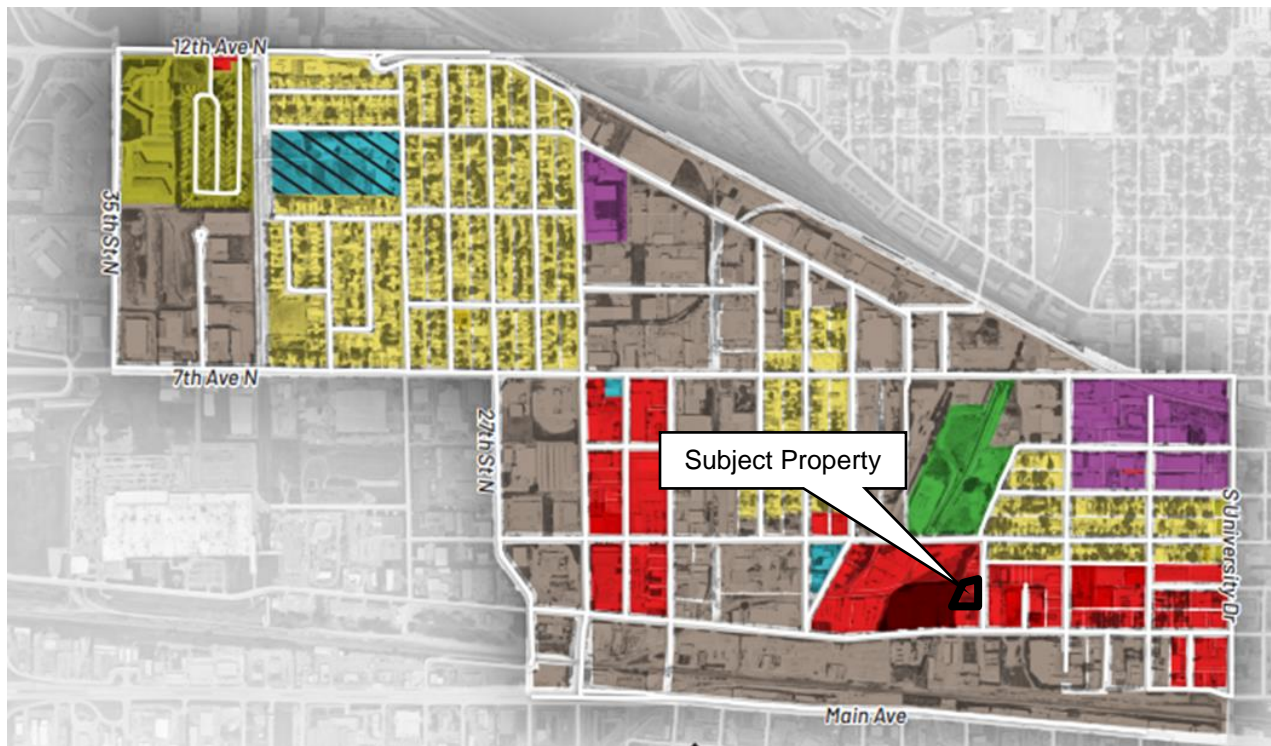 12th Ave N
35th St N
7th Ave N
27th St N
Subject Property
S University Dr
Main Ave